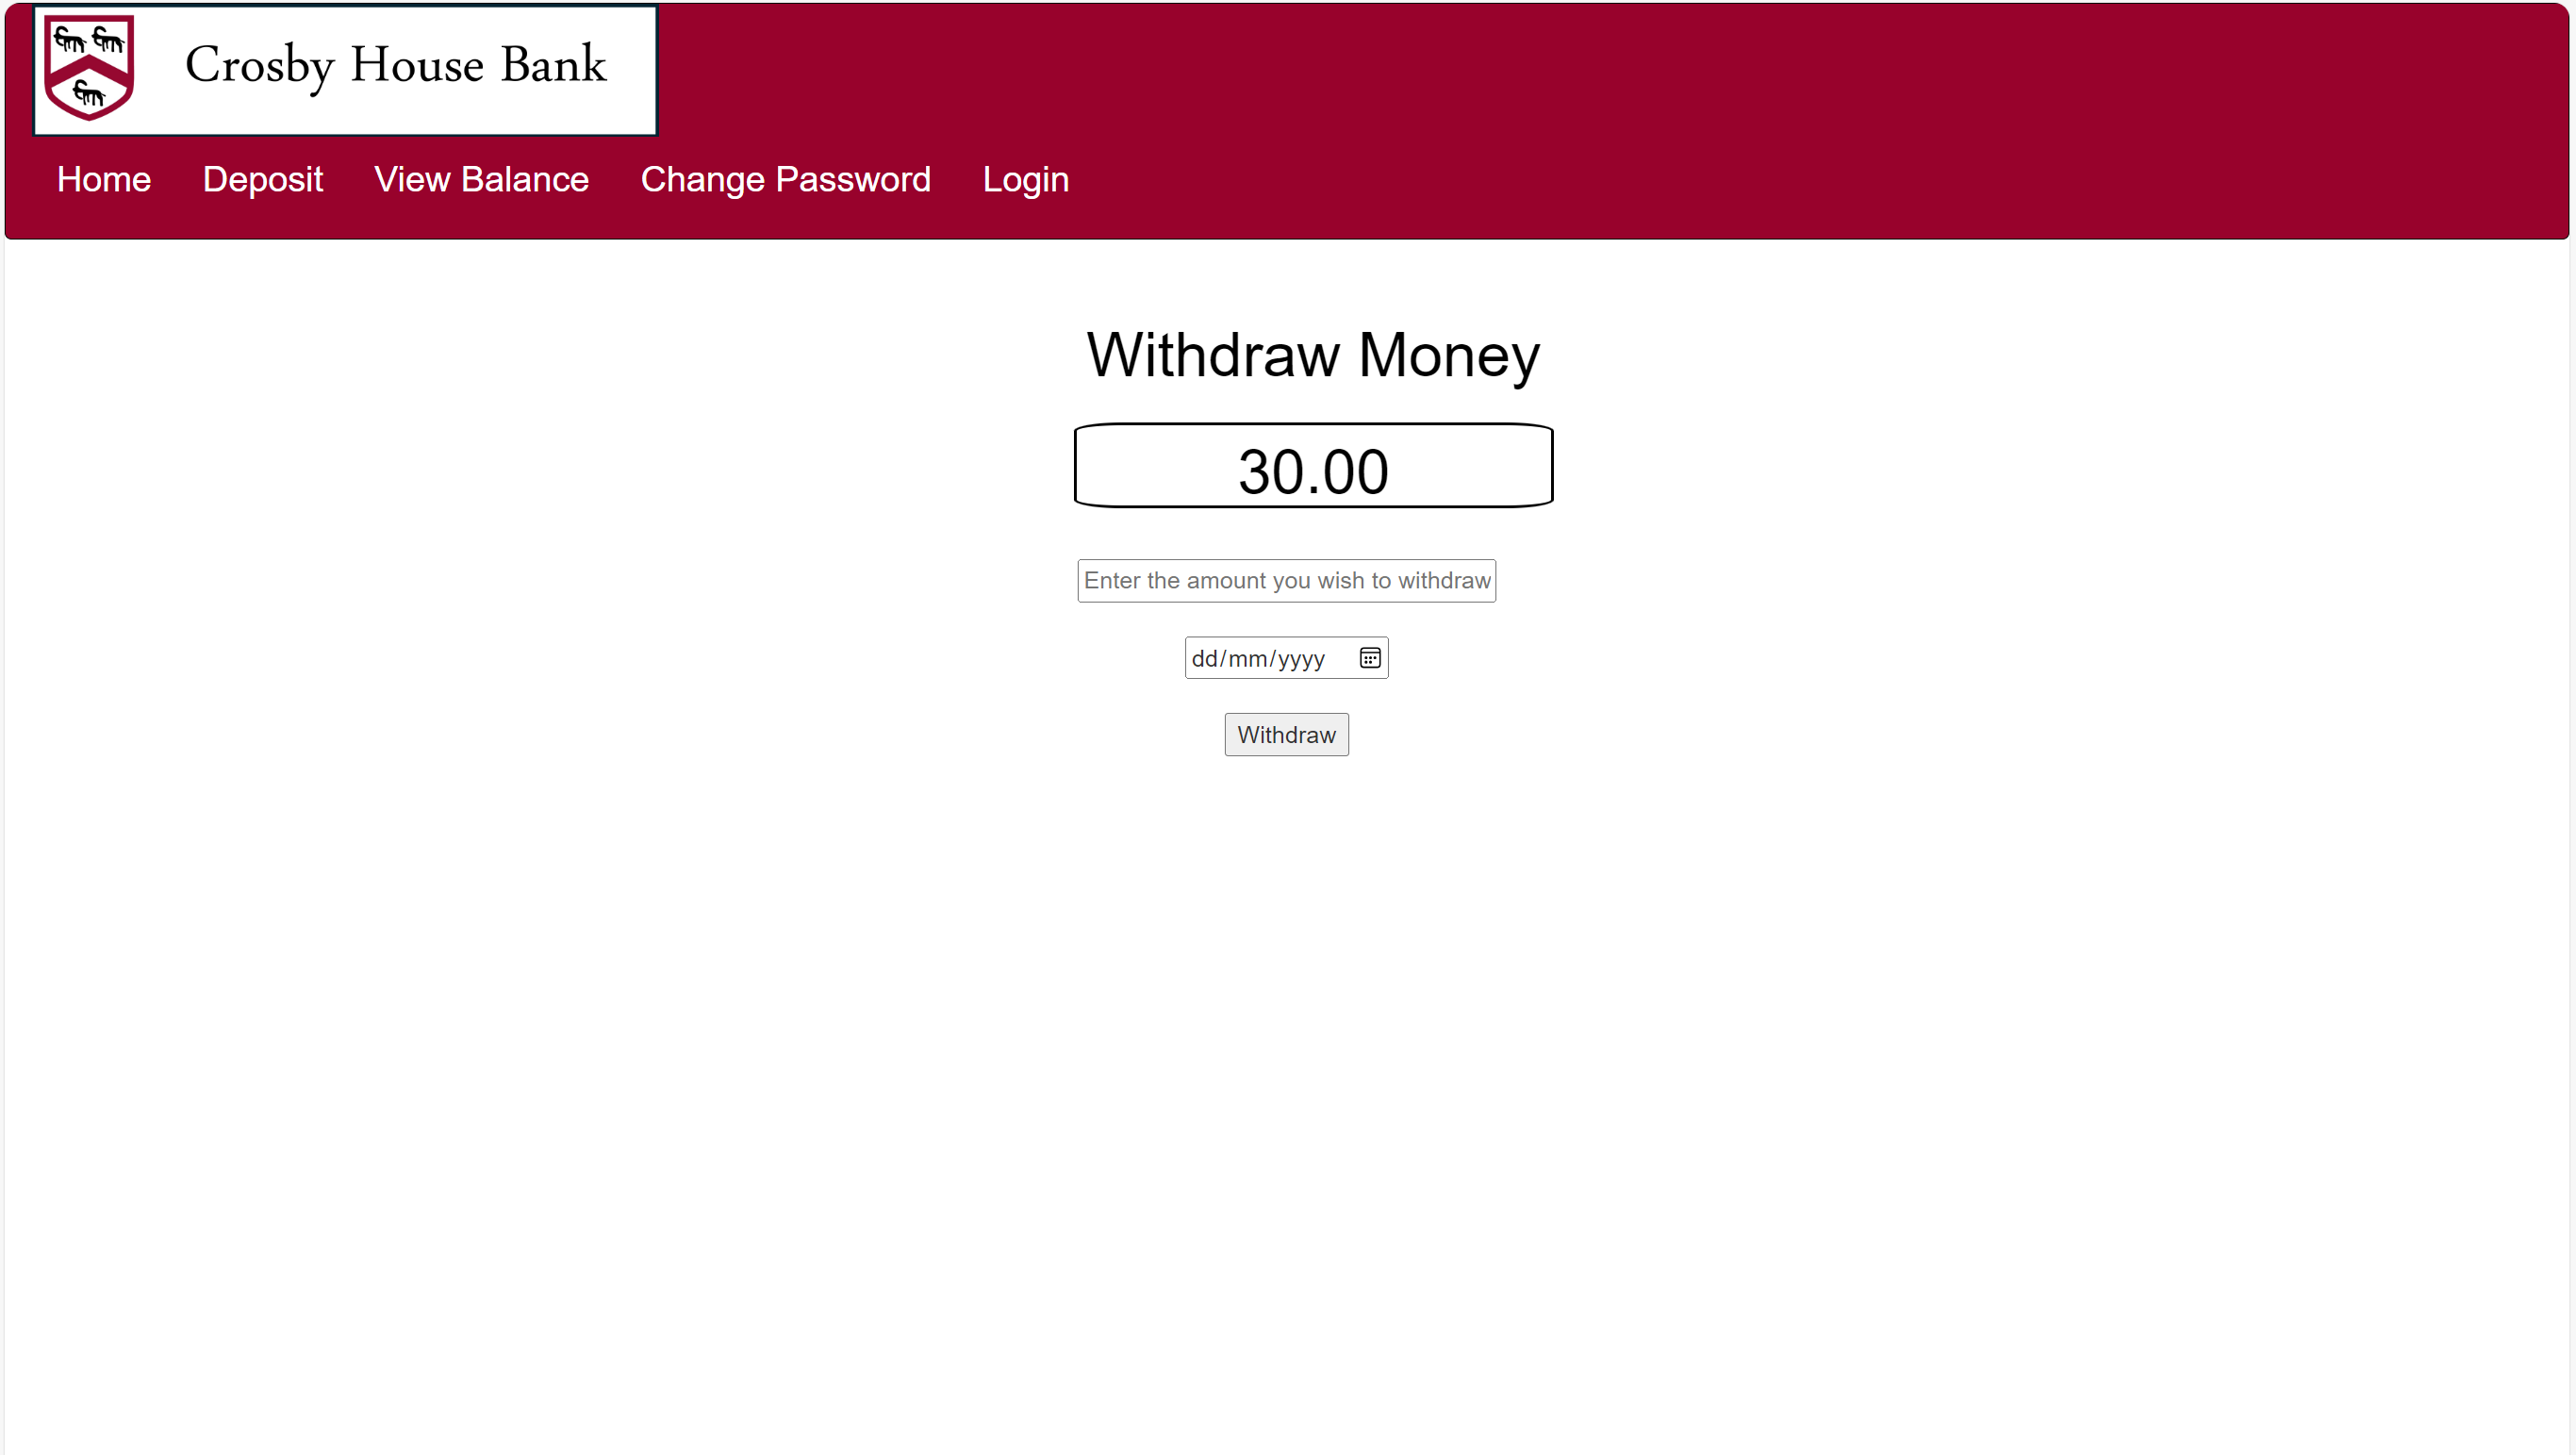 Crosby House Bank
Home Deposit View Balance Change Password Login
Withdraw Money
30.00
Enter the amount you wish to withdraw
dd/mm/yyyy
Withdraw